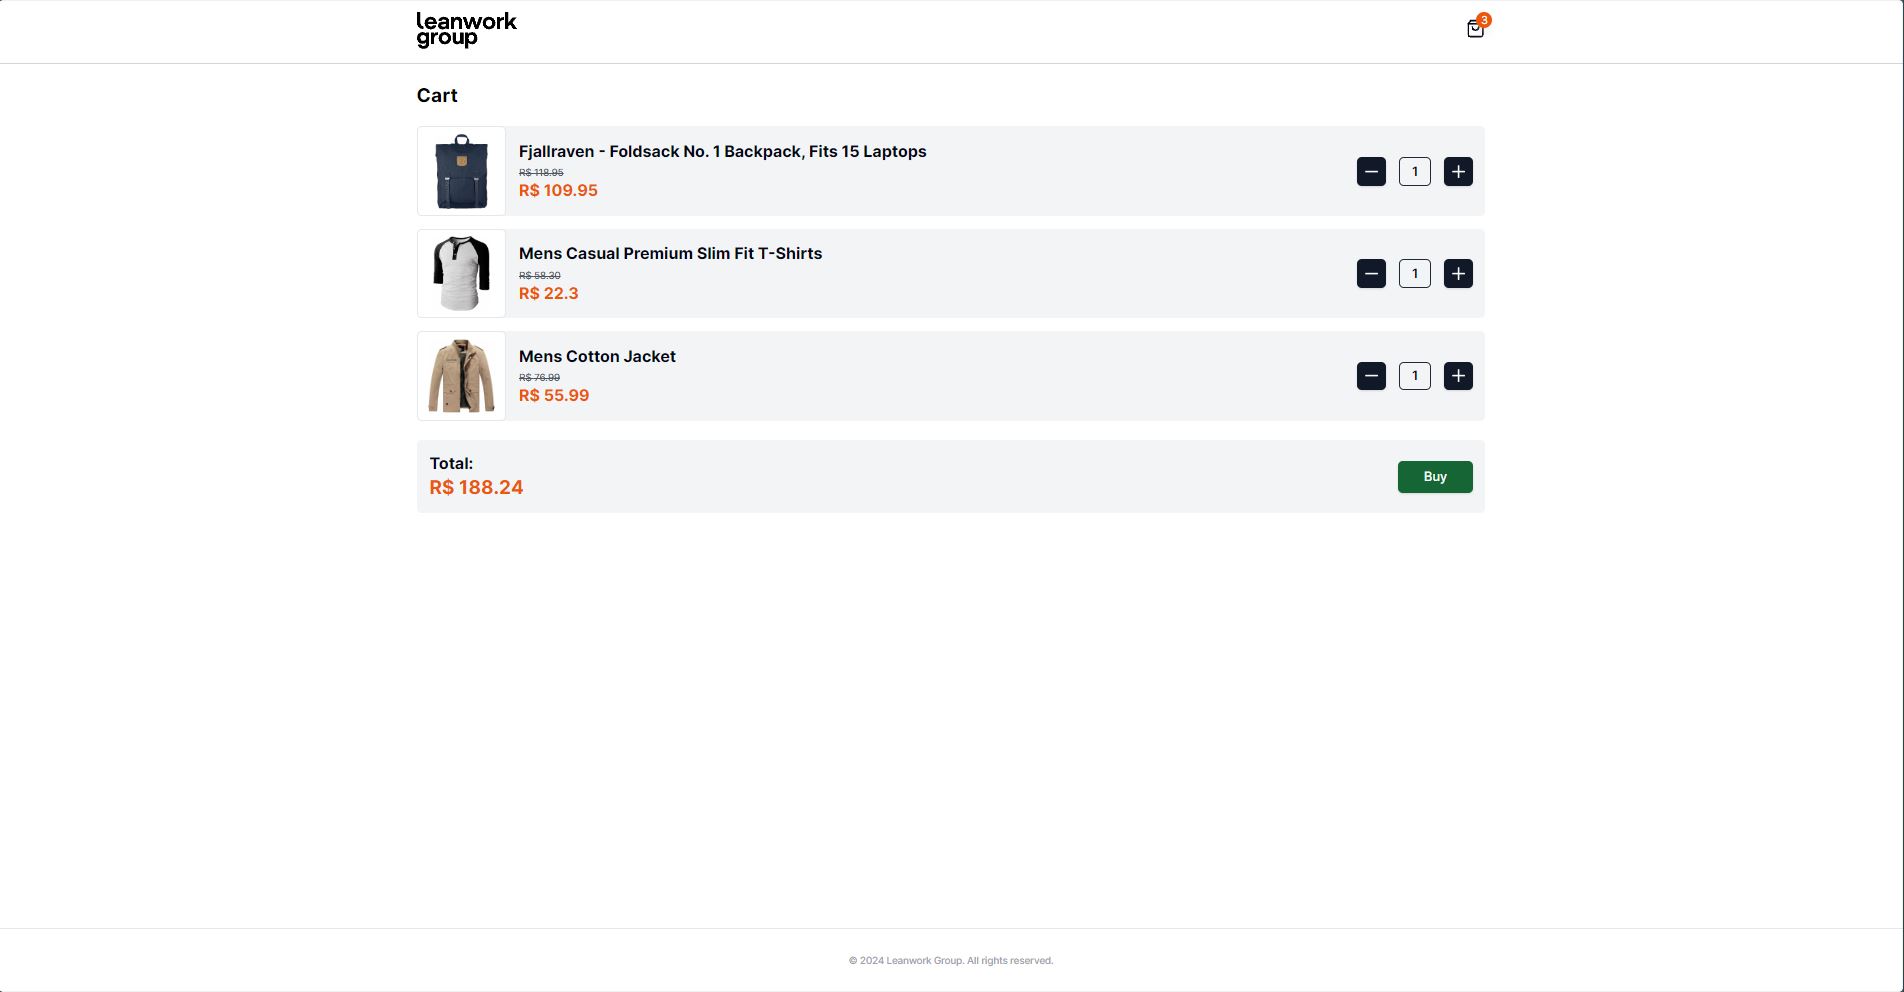 leanwork
group
3
Cart
Fjallraven - Foldsack No. 1 Backpack, Fits 15 Laptops
R$ 118.95
R$ 109.95
1
Mens Casual Premium Slim Fit T-Shirts
R$ 58.30
R$ 22.3
1
Mens Cotton Jacket
R$ 76.99
R$ 55.99
1
Total:
R$ 188.24
Buy
© 2024 Leanwork Group. All rights reserved.